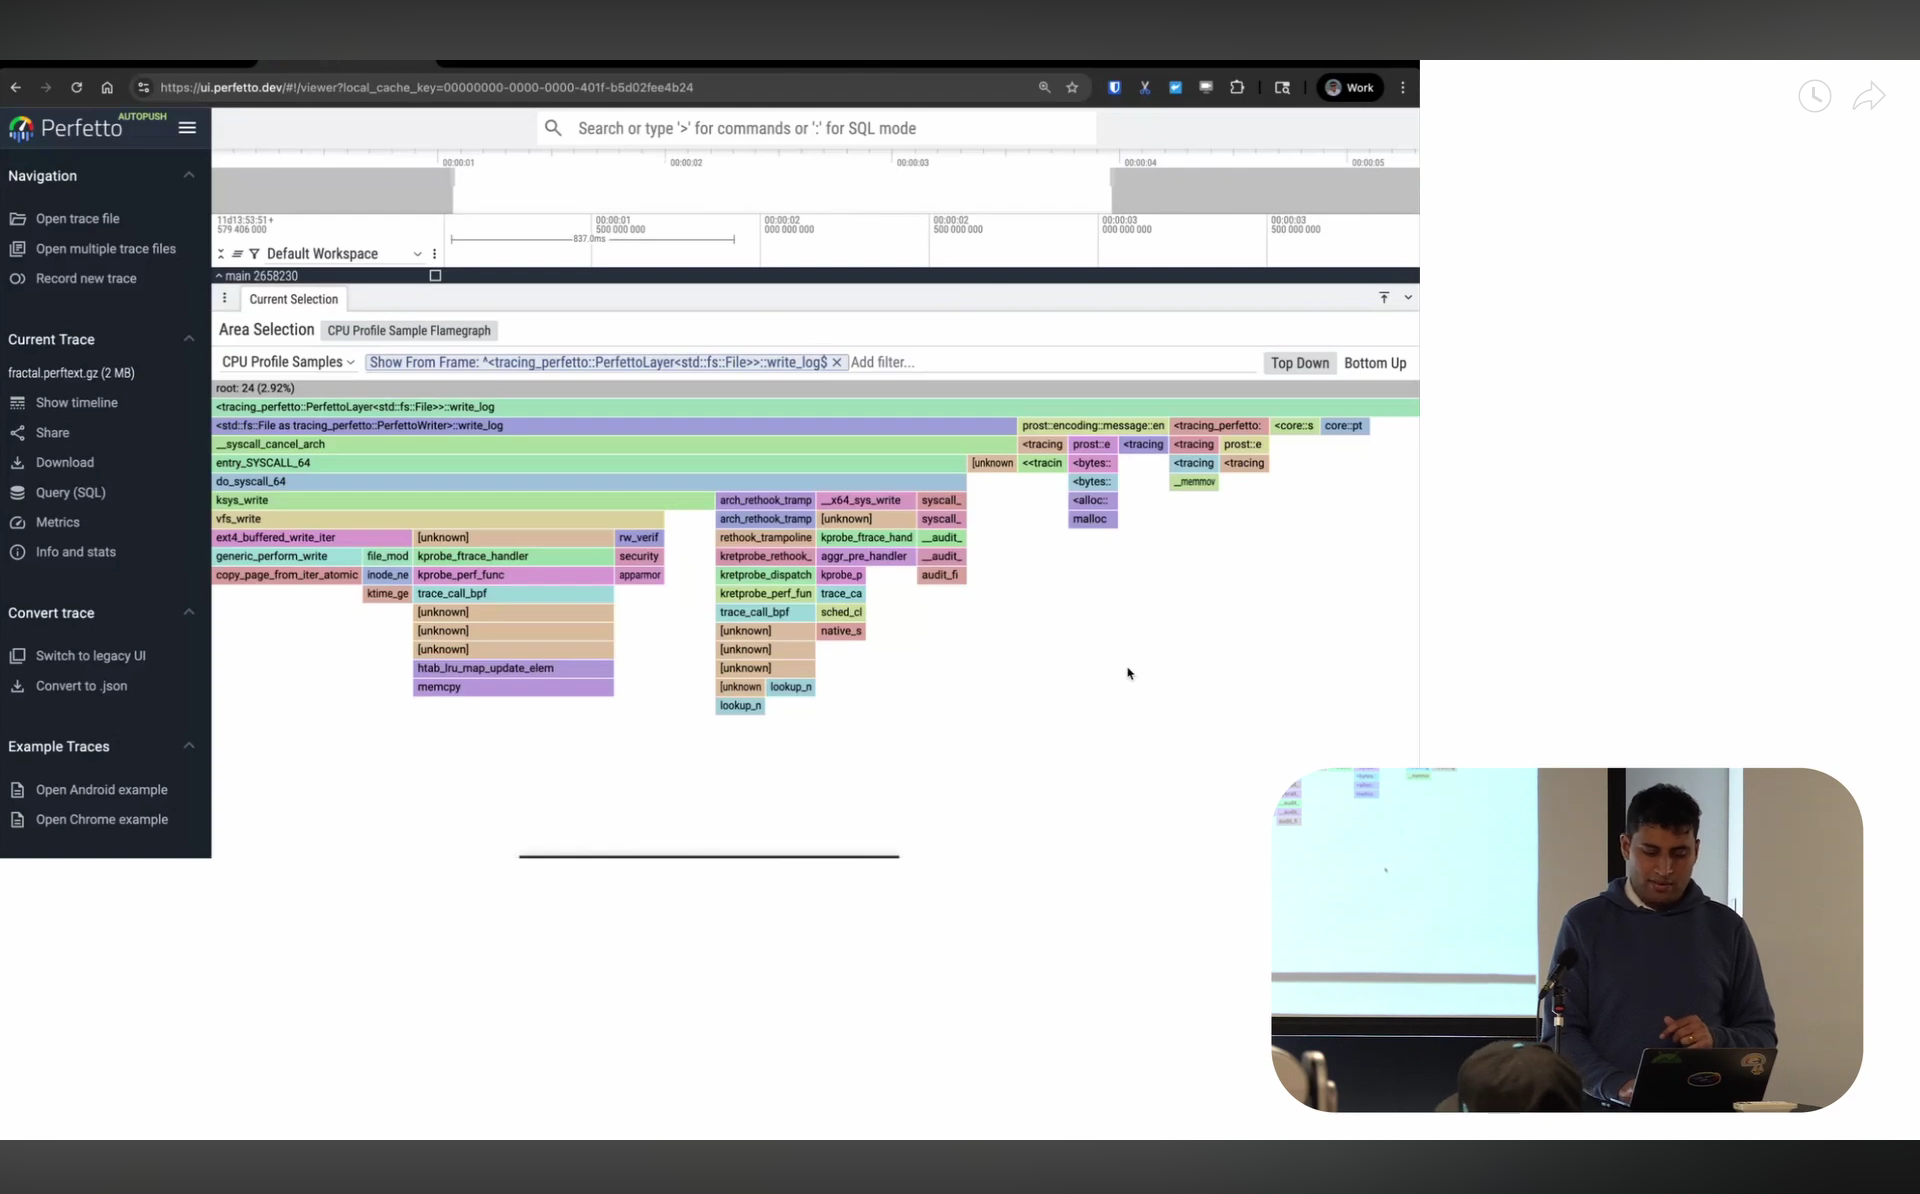 https://ui.perfetto.dev/#!/viewer?local_cache_key=00000000-0000-0000-401f-b5d02fee4b24
Work
Perfetto
AUTOPUSH
Search or type '>' for commands or ':' for SQL mode
Navigation
Open trace file
Open multiple trace files
Record new trace
Current Trace
fractal.perftext.gz (2 MB)
Show timeline
Share
Download
Query (SQL)
Metrics
Info and stats
Convert trace
Switch to legacy UI
Convert to .json
Example Traces
Open Android example
Open Chrome example
00:00:01 00:00:02 00:00:03 00:00:04 00:00:05
11d13:53:51+ 00:00:01 00:00:02 00:00:02 00:00:03 00:00:03
579 406 000 500 000 000 000 000 000 500 000 000 000 000 000 500 000 000
837.0ms
Default Workspace
main 2658230
Current Selection
Area Selection CPU Profile Sample Flamegraph
CPU Profile Samples Show From Frame: ^<tracing_perfetto::PerfettoLayer<std::fs::File>>::write_log$ Add filter... Top Down Bottom Up
root: 24 (2.92%)
<tracing_perfetto::PerfettoLayer<std::fs::File>>::write_log
<std::fs::File as tracing_perfetto::PerfettoWriter>::write_log prost::encoding::message::en <tracing_perfetto: <core::s core::pt
__syscall_cancel_arch <tracing prost::e <tracing <tracing prost::e
entry_SYSCALL_64 [unknown <<tracin <bytes:: <tracing <tracing
do_syscall_64 <bytes:: __memmov
ksys_write arch_rethook_tramp __x64_sys_write syscall_ <alloc::
vfs_write arch_rethook_tramp [unknown] syscall_ malloc
ext4_buffered_write_iter [unknown] rw_verif rethook_trampoline kprobe_ftrace_hand __audit_
generic_perform_write file_mod kprobe_ftrace_handler security kretprobe_rethook_ aggr_pre_handler __audit_
copy_page_from_iter_atomic inode_ne kprobe_perf_func apparmor kretprobe_dispatch kprobe_p audit_fi
ktime_ge trace_call_bpf kretprobe_perf_fun trace_ca
[unknown] trace_call_bpf sched_cl
[unknown] [unknown] native_s
[unknown] [unknown]
htab_lru_map_update_elem [unknown]
memcpy [unknown lookup_n
lookup_n